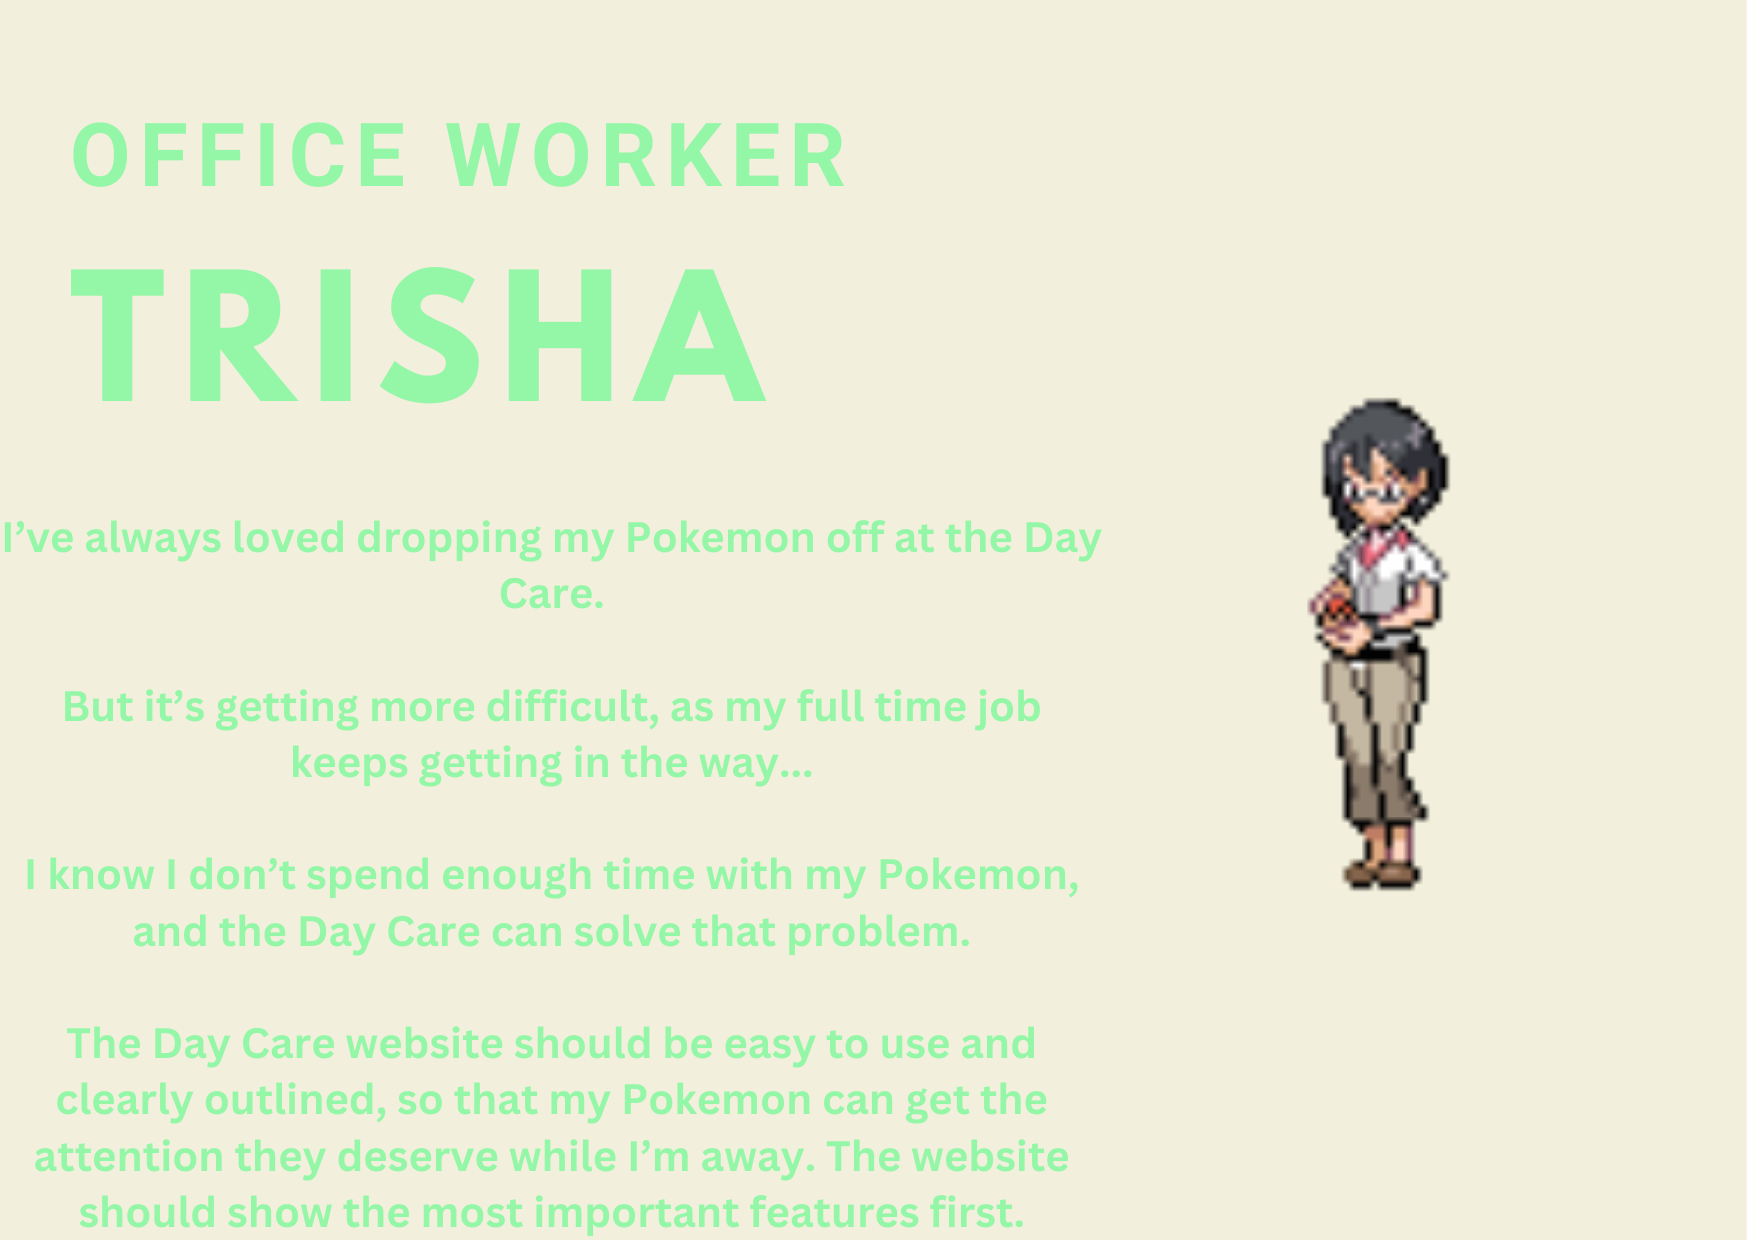 OFFICE WORKER
TRISHA
I’ve always loved dropping my Pokemon off at the Day
Care.
But it’s getting more difficult, as my full time job
keeps getting in the way...
I know I don’t spend enough time with my Pokemon,
and the Day Care can solve that problem.
The Day Care website should be easy to use and
clearly outlined, so that my Pokemon can get the
attention they deserve while I’m away. The website
should show the most important features first.